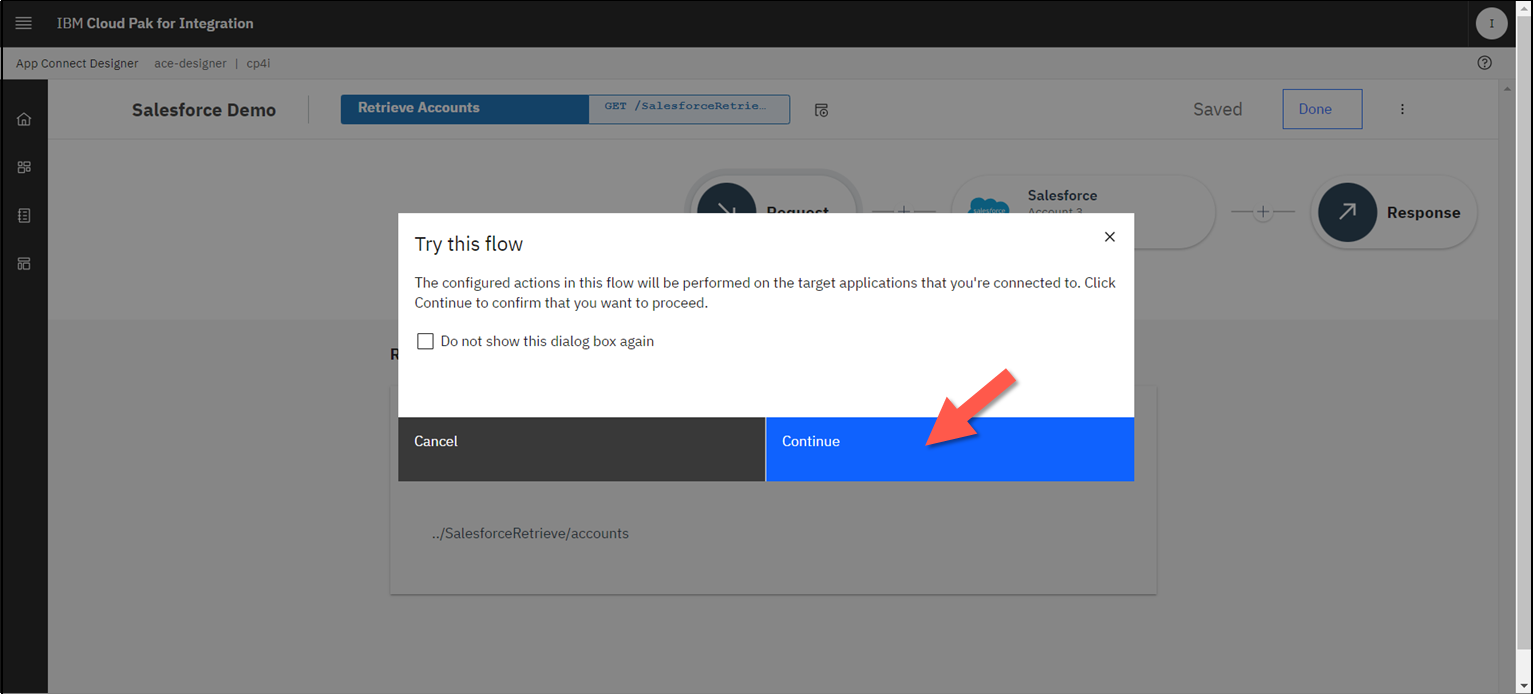 IBM Cloud Pak for Integration
I
App Connect Designer ace-designer | cp4i
Salesforce Demo
Retrieve Accounts
GET /SalesforceRetrie…
Saved
Done
Request
salesforce
Salesforce
Account 3
Response
Try this flow
The configured actions in this flow will be performed on the target applications that you're connected to. Click
Continue to confirm that you want to proceed.
Do not show this dialog box again
Cancel
Continue
../SalesforceRetrieve/accounts